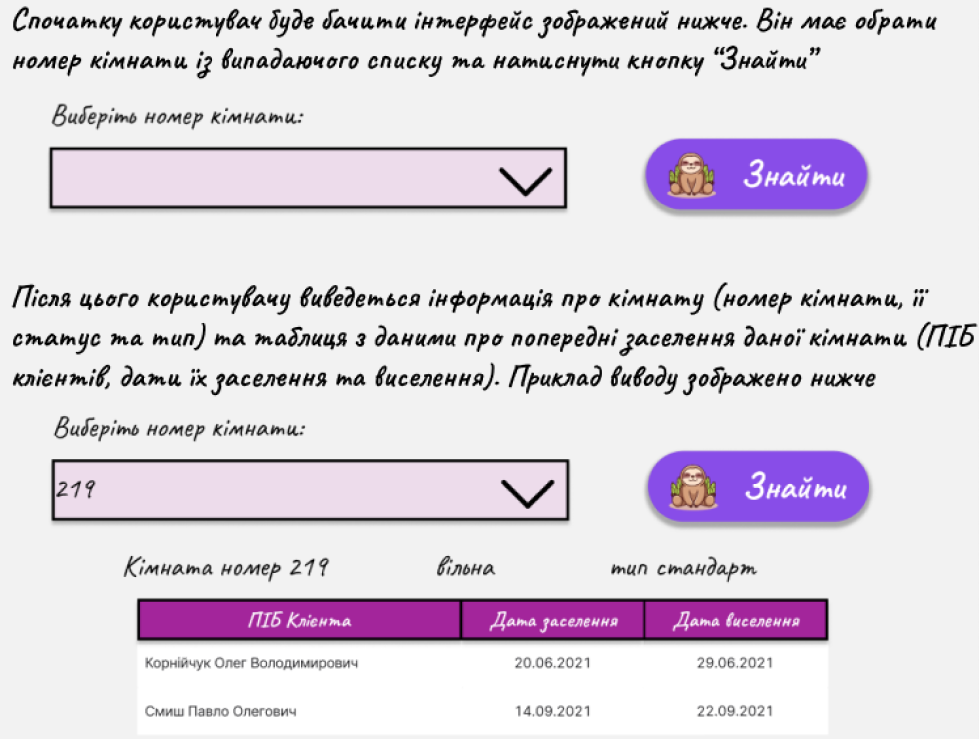 Спочатку користувач буде бачити інтерфейс зображений нижче. Він має обрати
номер кімнати із випадаючого списку та натиснути кнопку “Знайти”
Виберіть номер кімнати:
Знайти
Після цього користувачу виведеться інформація про кімнату (номер кімнати, її
статус та тип) та таблиця з даними про попередні заселення даної кімнати (ПІБ
клієнтів, дати їх заселення та виселення). Приклад виводу зображено нижче
Виберіть номер кімнати:
219
Знайти
Кімната номер 219 вільна тип стандарт
ПІБ Клієнта Дата заселення Дата виселення
Корнійчук Олег Володимирович 20.06.2021 29.06.2021
Смиш Павло Олегович 14.09.2021 22.09.2021